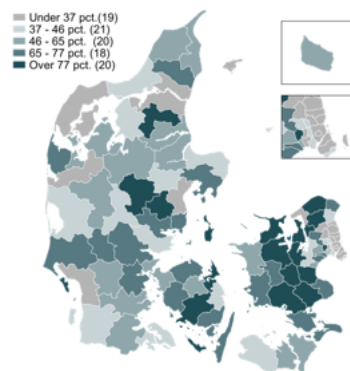 Under 37 pct. (19)
37 - 46 pct. (21)
46 - 65 pct. (20)
65 - 77 pct. (18)
Over 77 pct. (20)